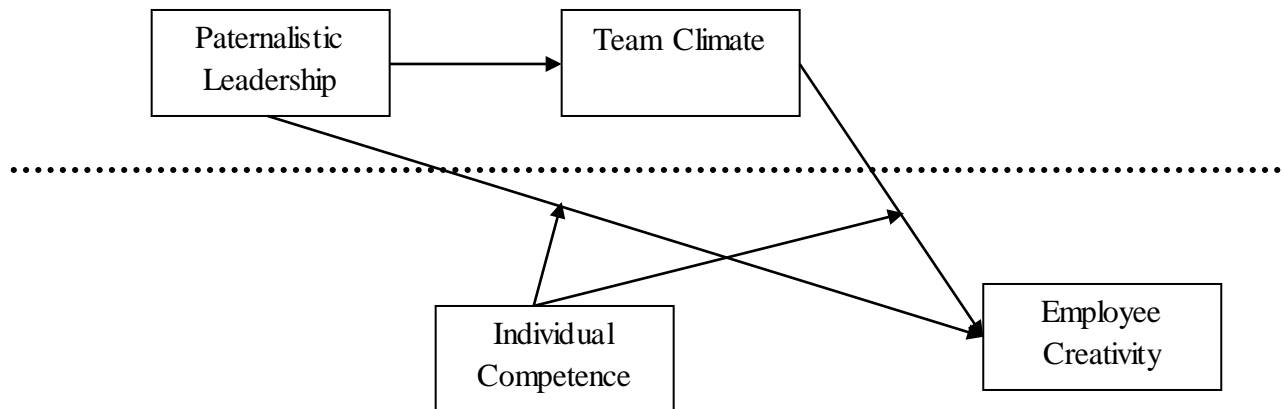 Paternalistic
Leadership
Team Climate
Individual
Competence
Employee
Creativity